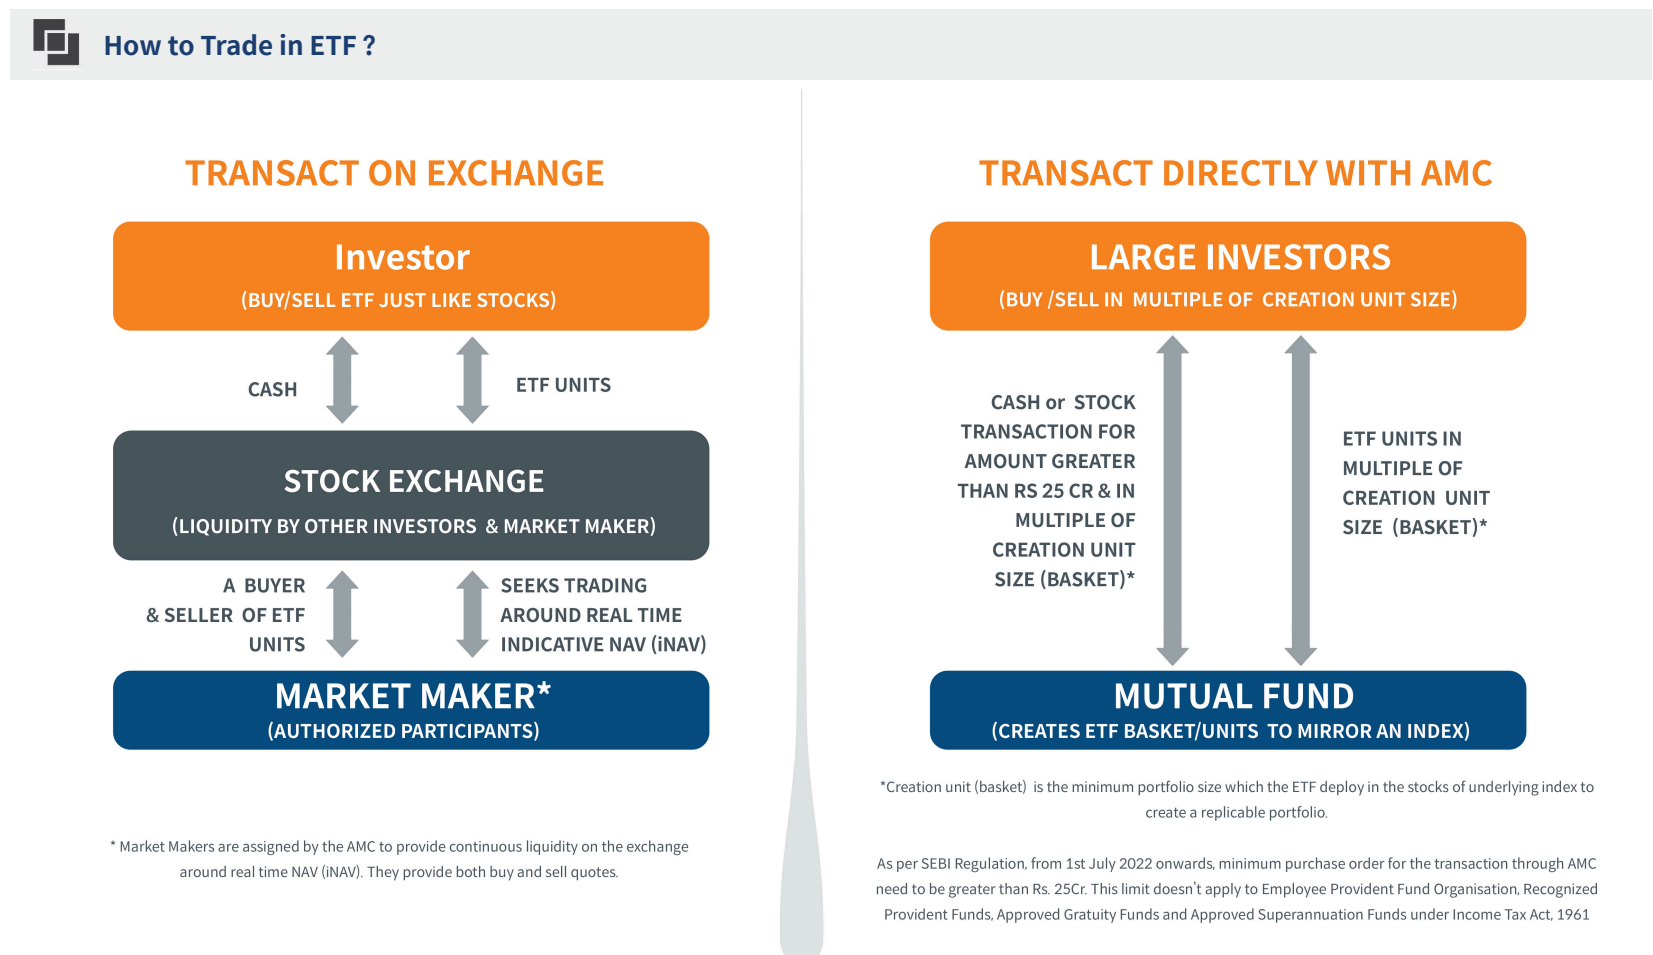 How to Trade in ETF ?
TRANSACT ON EXCHANGE
Investor
(BUY/SELL ETF JUST LIKE STOCKS)
CASH
ETF UNITS
STOCK EXCHANGE
(LIQUIDITY BY OTHER INVESTORS & MARKET MAKER)
A BUYER
& SELLER OF ETF
UNITS
SEEKS TRADING
AROUND REAL TIME
INDICATIVE NAV (iNAV)
MARKET MAKER*
(AUTHORIZED PARTICIPANTS)
* Market Makers are assigned by the AMC to provide continuous liquidity on the exchange
around real time NAV (iNAV). They provide both buy and sell quotes.
TRANSACT DIRECTLY WITH AMC
LARGE INVESTORS
(BUY /SELL IN MULTIPLE OF CREATION UNIT SIZE)
CASH or STOCK
TRANSACTION FOR
AMOUNT GREATER
THAN RS 25 CR & IN
MULTIPLE OF
CREATION UNIT
SIZE (BASKET)*
ETF UNITS IN
MULTIPLE OF
CREATION UNIT
SIZE (BASKET)*
MUTUAL FUND
(CREATES ETF BASKET/UNITS TO MIRROR AN INDEX)
*Creation unit (basket) is the minimum portfolio size which the ETF deploy in the stocks of underlying index to
create a replicable portfolio.
As per SEBI Regulation, from 1st July 2022 onwards, minimum purchase order for the transaction through AMC
need to be greater than Rs. 25Cr. This limit doesn't apply to Employee Provident Fund Organisation, Recognized
Provident Funds, Approved Gratuity Funds and Approved Superannuation Funds under Income Tax Act, 1961